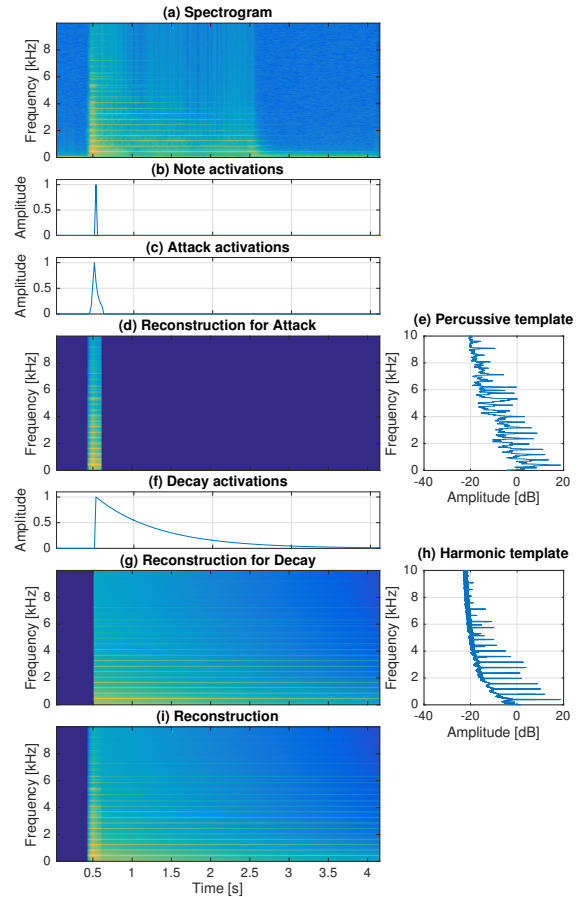 (a) Spectrogram
Frequency [kHz]
8
6
4
2
0
(b) Note activations
Amplitude
1
0.5
0
(c) Attack activations
Amplitude
1
0.5
0
(d) Reconstruction for Attack
Frequency [kHz]
8
6
4
2
0
(e) Percussive template
Frequency [kHz]
10
8
6
4
2
0
-40 -20 0 20
Amplitude [dB]
(f) Decay activations
Amplitude
1
0.5
0
(g) Reconstruction for Decay
Frequency [kHz]
8
6
4
2
0
(h) Harmonic template
Frequency [kHz]
10
8
6
4
2
0
-40 -20 0 20
Amplitude [dB]
(i) Reconstruction
Frequency [kHz]
8
6
4
2
0
0.5 1 1.5 2 2.5 3 3.5 4
Time [s]